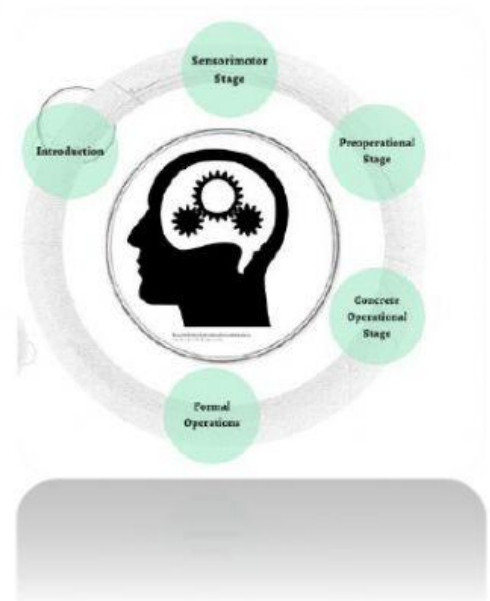 Introduction
Sensorimotor
Stage
Preoperational
Stage
Concrete
Operational
Stage
Formal
Operations